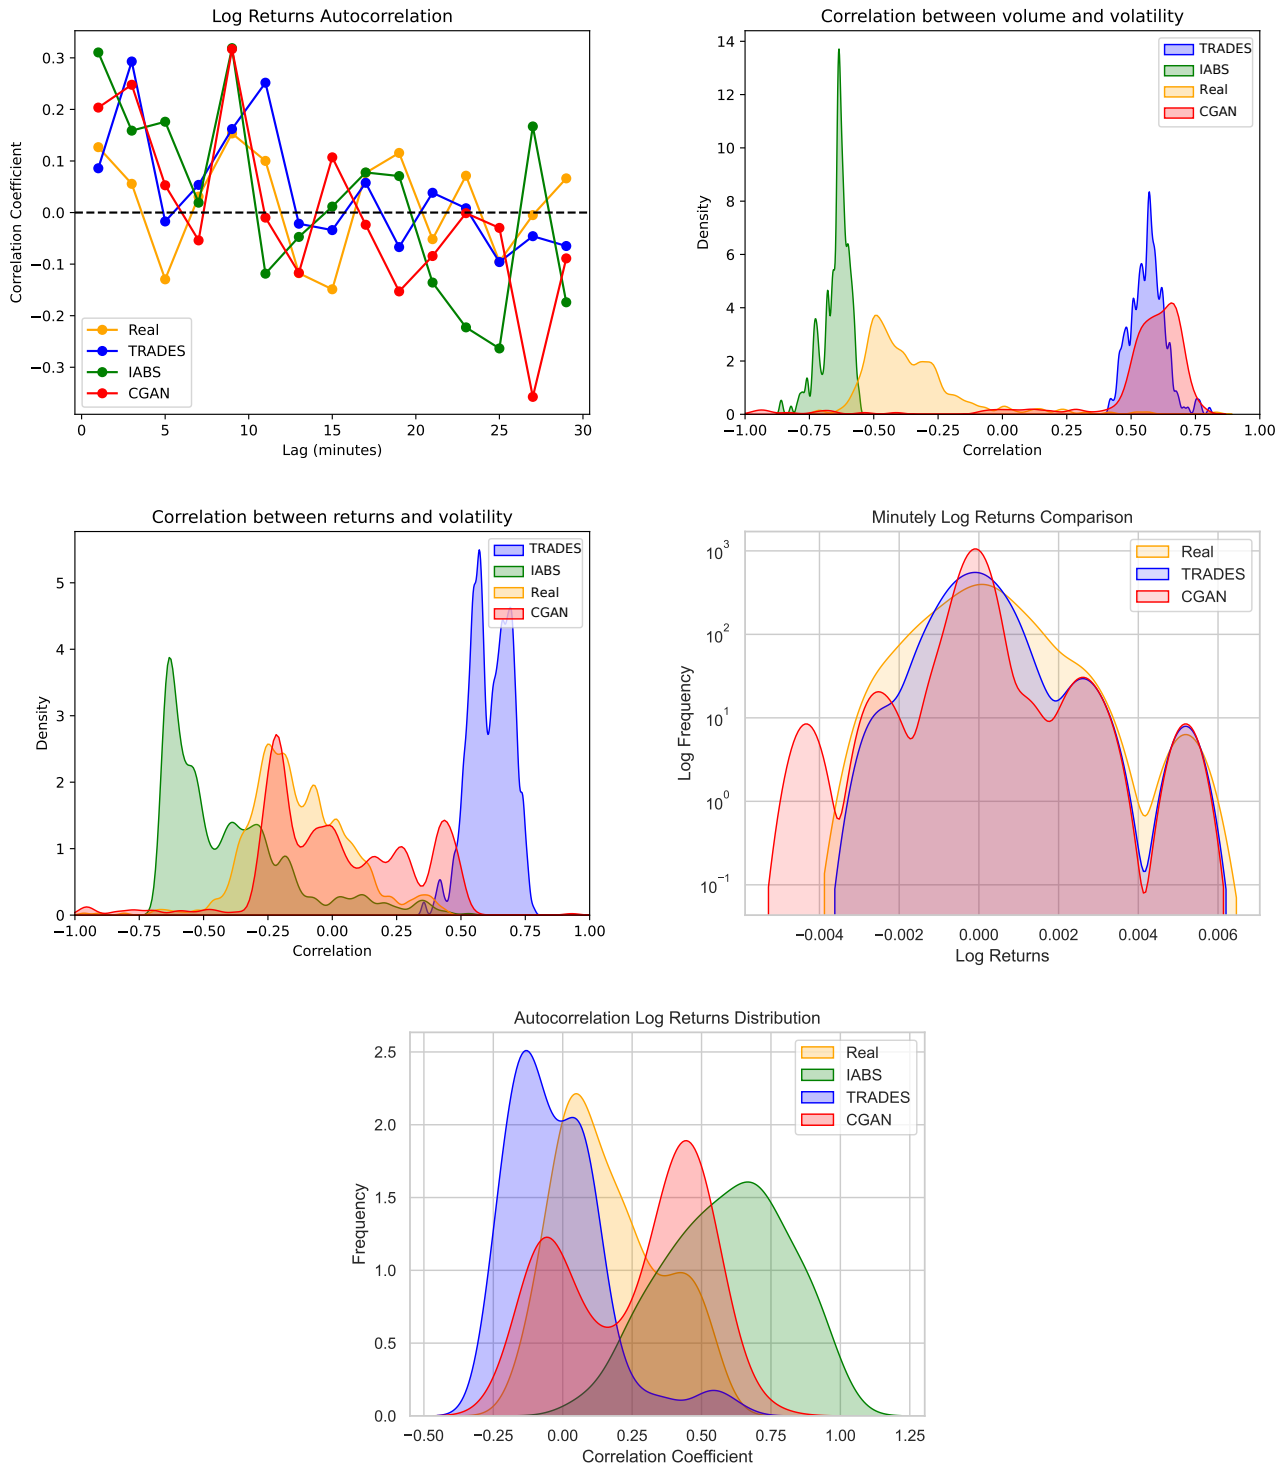 Log Returns Autocorrelation
Correlation Coefficient
0.3
0.2
0.1
0.0
−0.1
−0.2
−0.3
Real
TRADES
IABS
CGAN
0 5 10 15 20 25 30
Lag (minutes)
Correlation between volume and volatility
Density
14
12
10
8
6
4
2
0
TRADES
IABS
Real
CGAN
−1.00 −0.75 −0.50 −0.25 0.00 0.25 0.50 0.75 1.00
Correlation
Correlation between returns and volatility
Density
5
4
3
2
1
0
TRADES
IABS
Real
CGAN
−1.00 −0.75 −0.50 −0.25 0.00 0.25 0.50 0.75 1.00
Correlation
Minutely Log Returns Comparison
Log Frequency
10³
10²
10¹
10⁰
10⁻¹
Real
TRADES
CGAN
−0.004 −0.002 0.000 0.002 0.004 0.006
Log Returns
Autocorrelation Log Returns Distribution
Frequency
2.5
2.0
1.5
1.0
0.5
0.0
Real
IABS
TRADES
CGAN
−0.50 −0.25 0.00 0.25 0.50 0.75 1.00 1.25
Correlation Coefficient